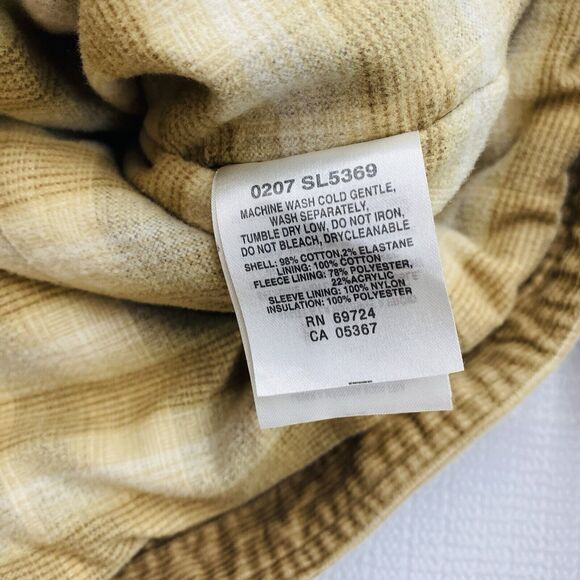 0207 SL5369
MACHINE WASH COLD GENTLE,
WASH SEPARATELY,
TUMBLE DRY LOW, DO NOT IRON,
DO NOT BLEACH, DRYCLEANABLE
SHELL: 98% COTTON,2% ELASTANE
LINING: 100% COTTON
FLEECE LINING: 78% POLYESTER,
22%ACRYLIC
SLEEVE LINING: 100% NYLON
INSULATION: 100% POLYESTER
RN 69724
CA 05367